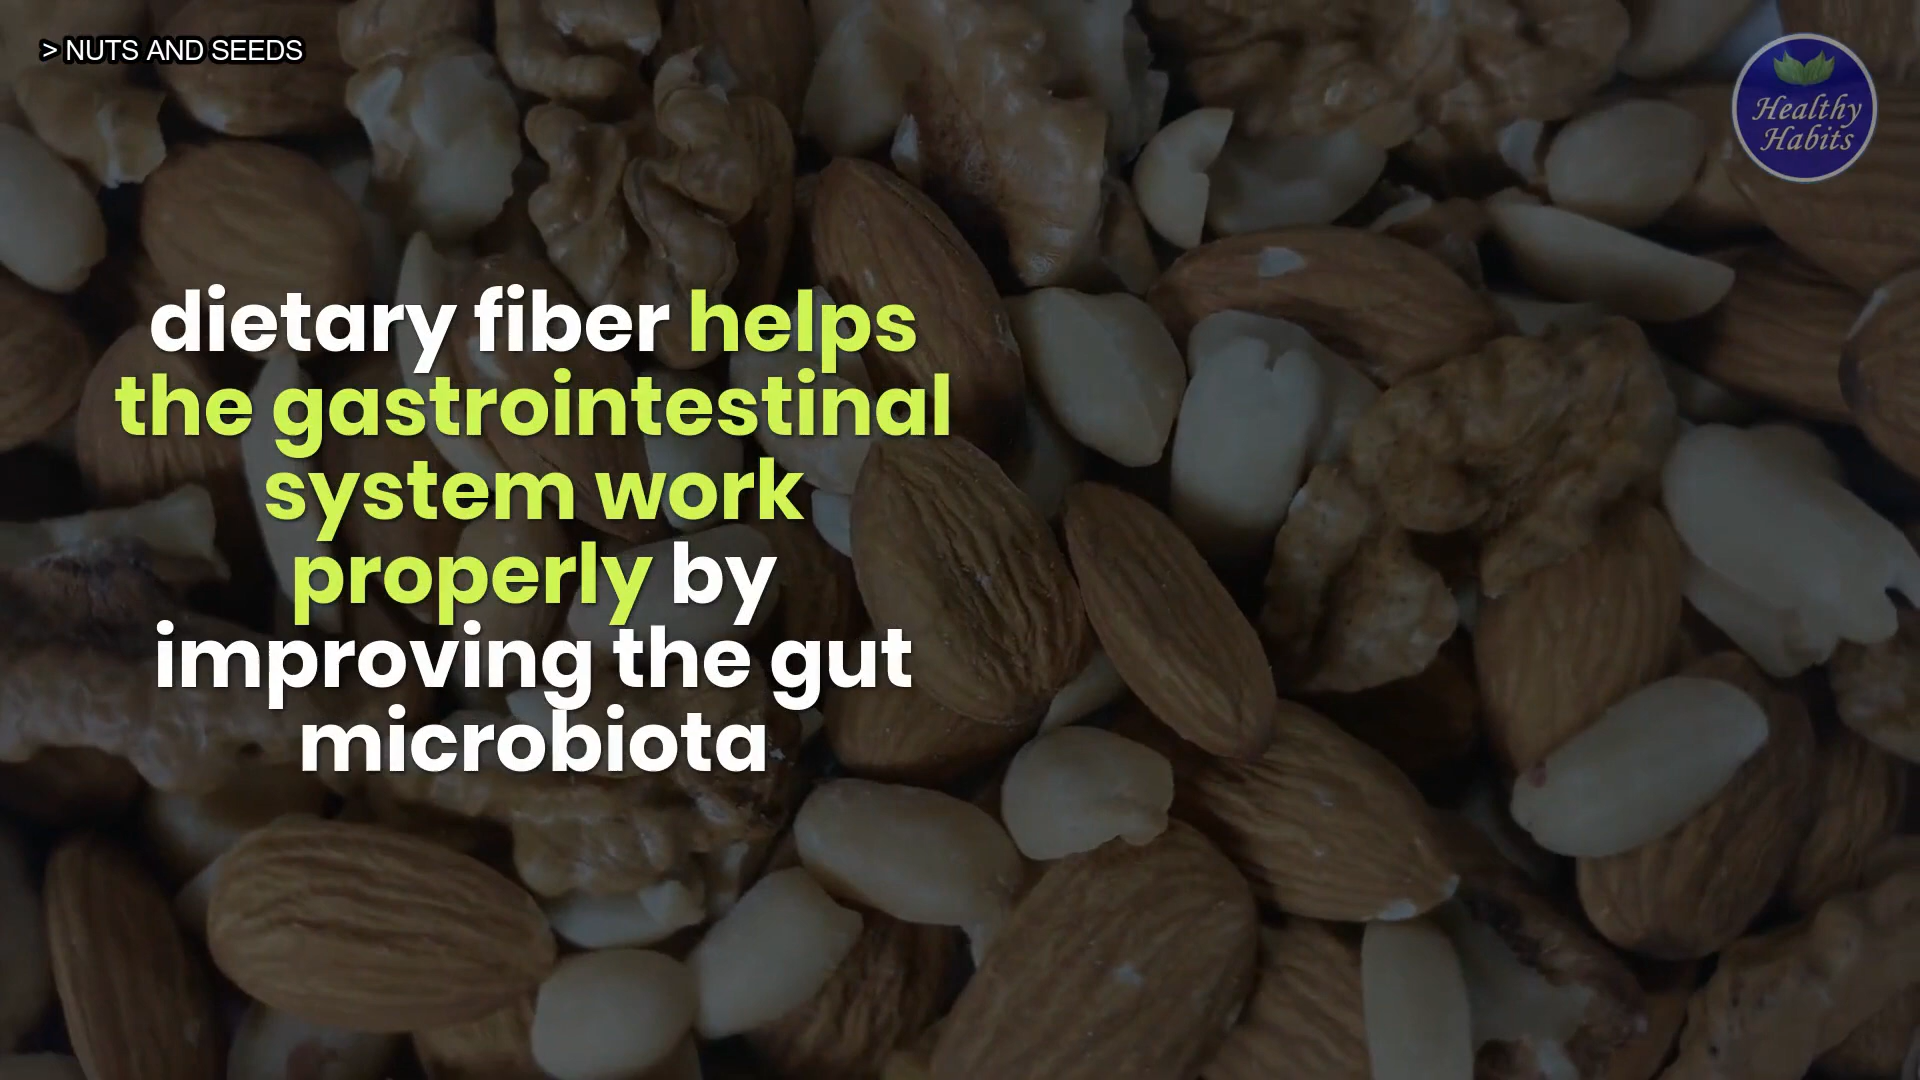 > NUTS AND SEEDS
Healthy
Habits
dietary fiber helps
the gastrointestinal
system work
properly by
improving the gut
microbiota